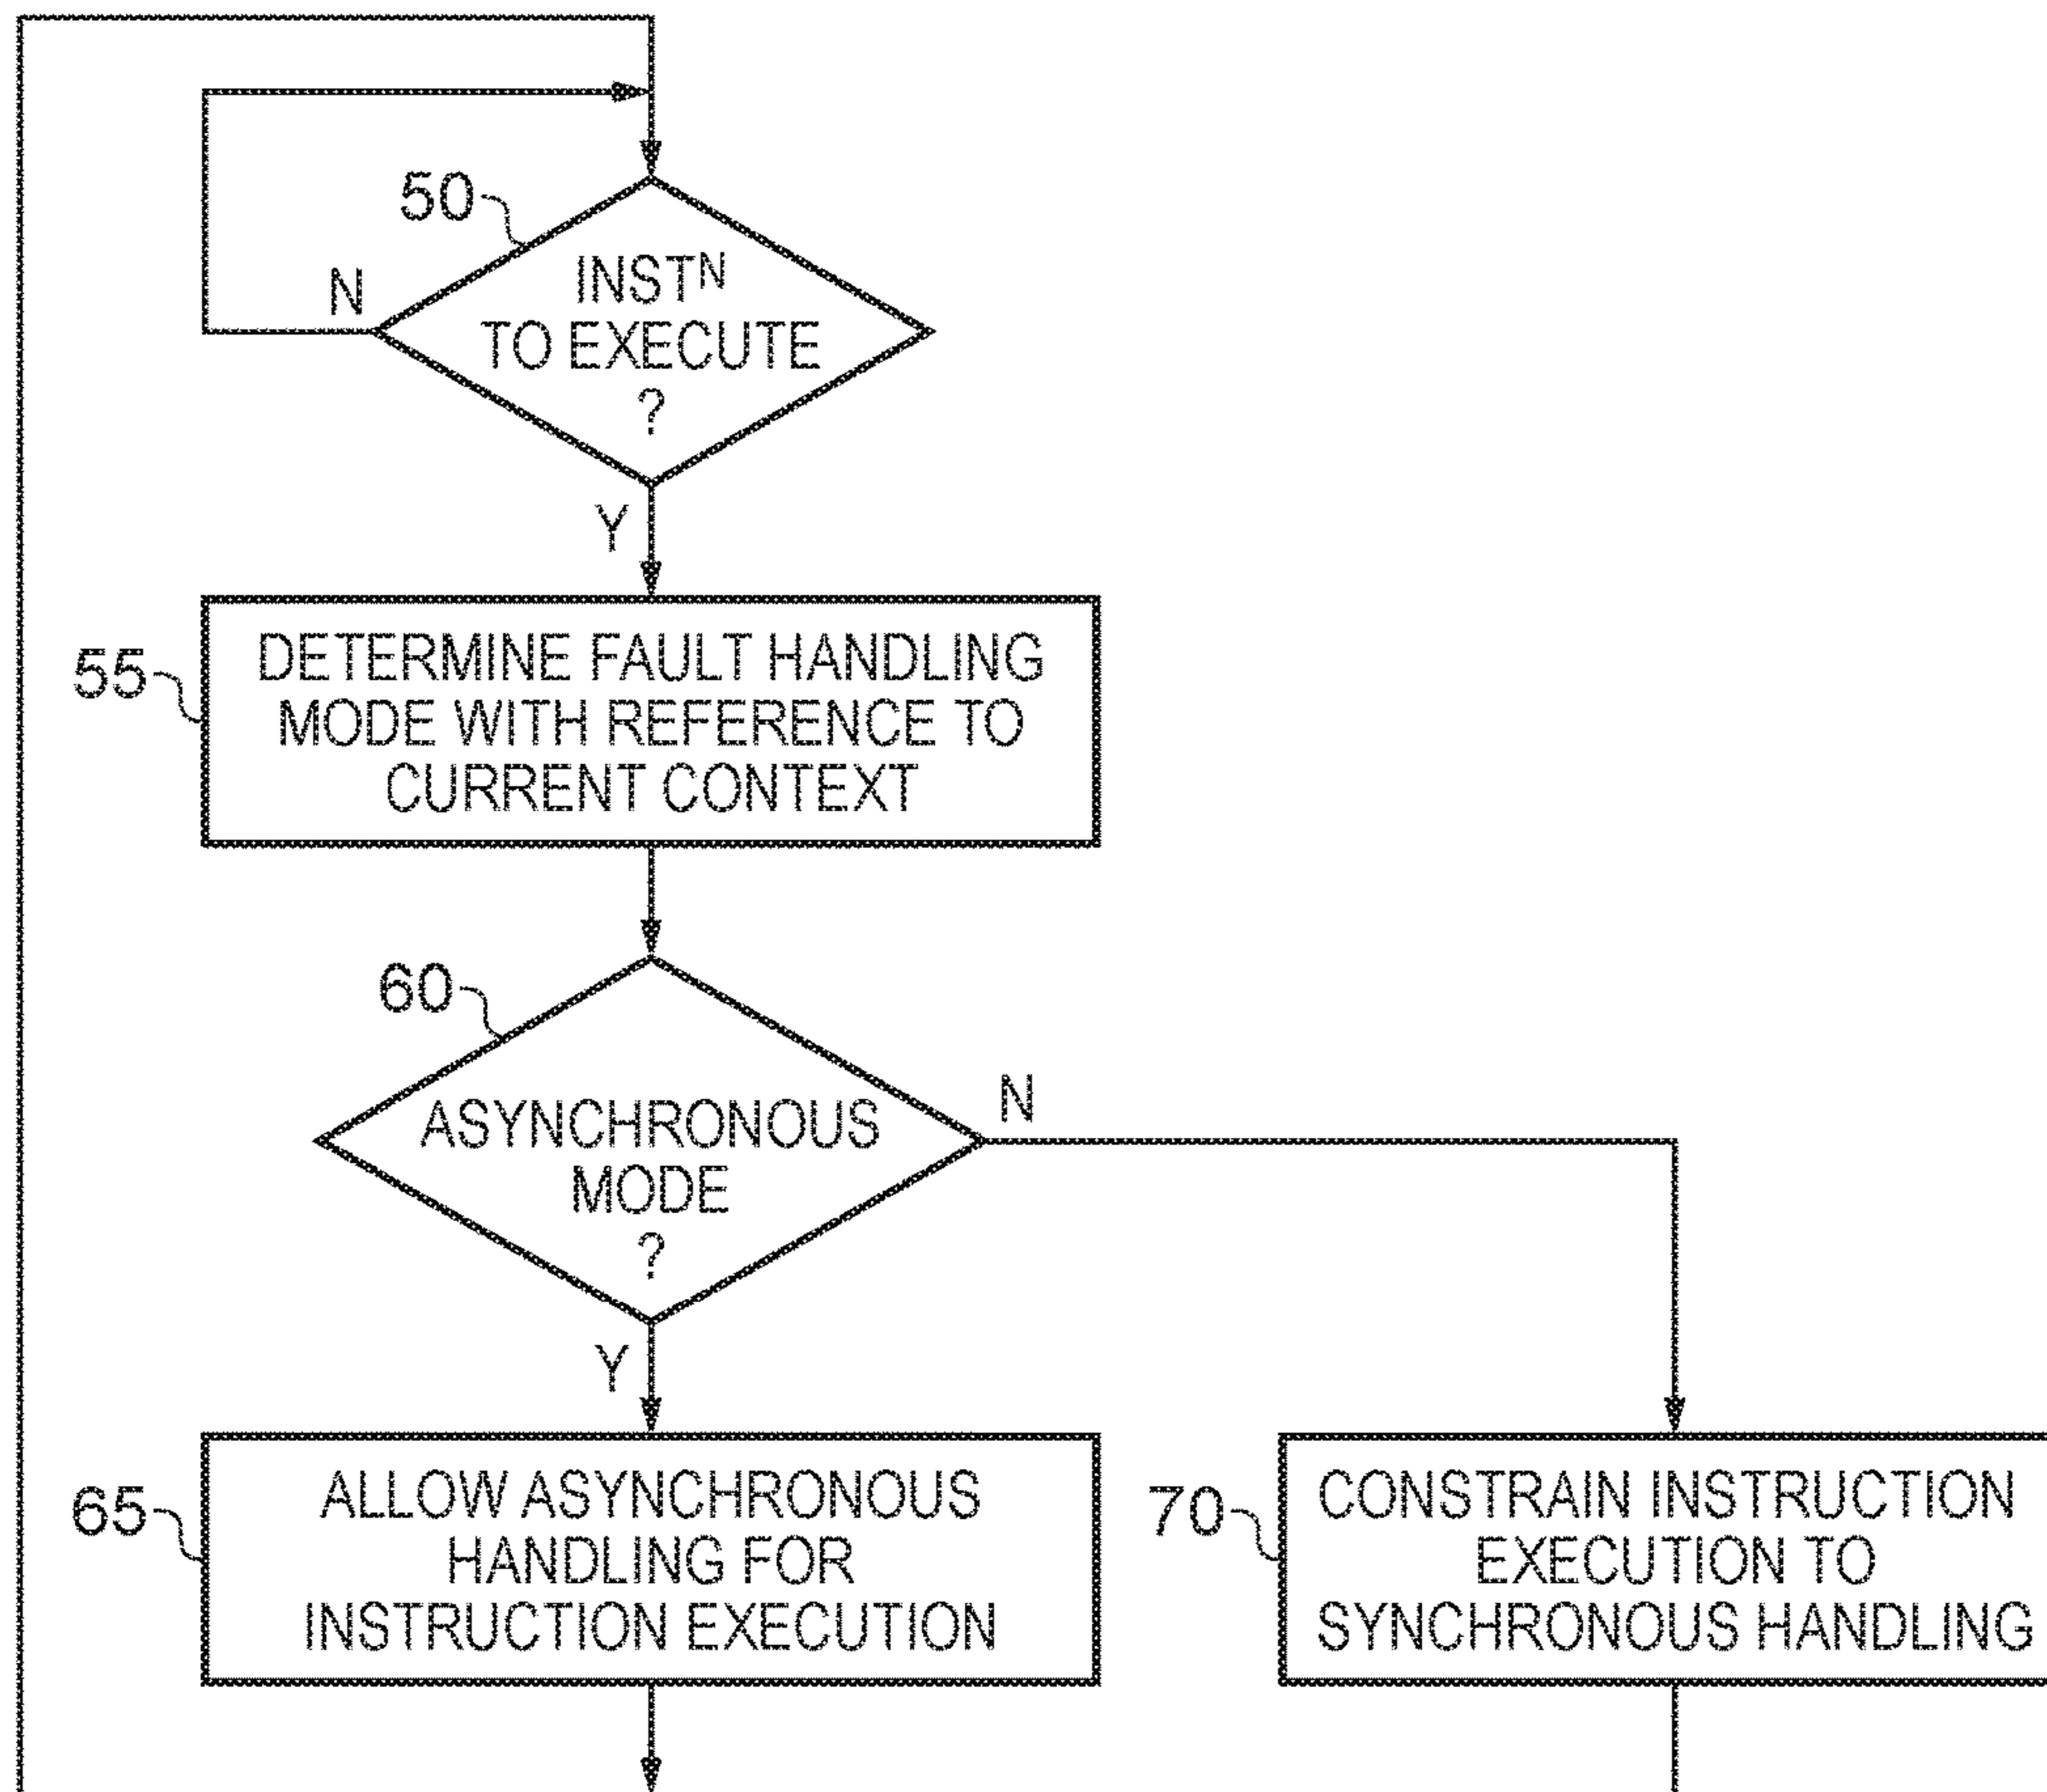 50
INSTᴺ
TO EXECUTE
?
N
Y
55
DETERMINE FAULT HANDLING
MODE WITH REFERENCE TO
CURRENT CONTEXT
60
ASYNCHRONOUS
MODE
?
N
Y
65
ALLOW ASYNCHRONOUS
HANDLING FOR
INSTRUCTION EXECUTION
70
CONSTRAIN INSTRUCTION
EXECUTION TO
SYNCHRONOUS HANDLING